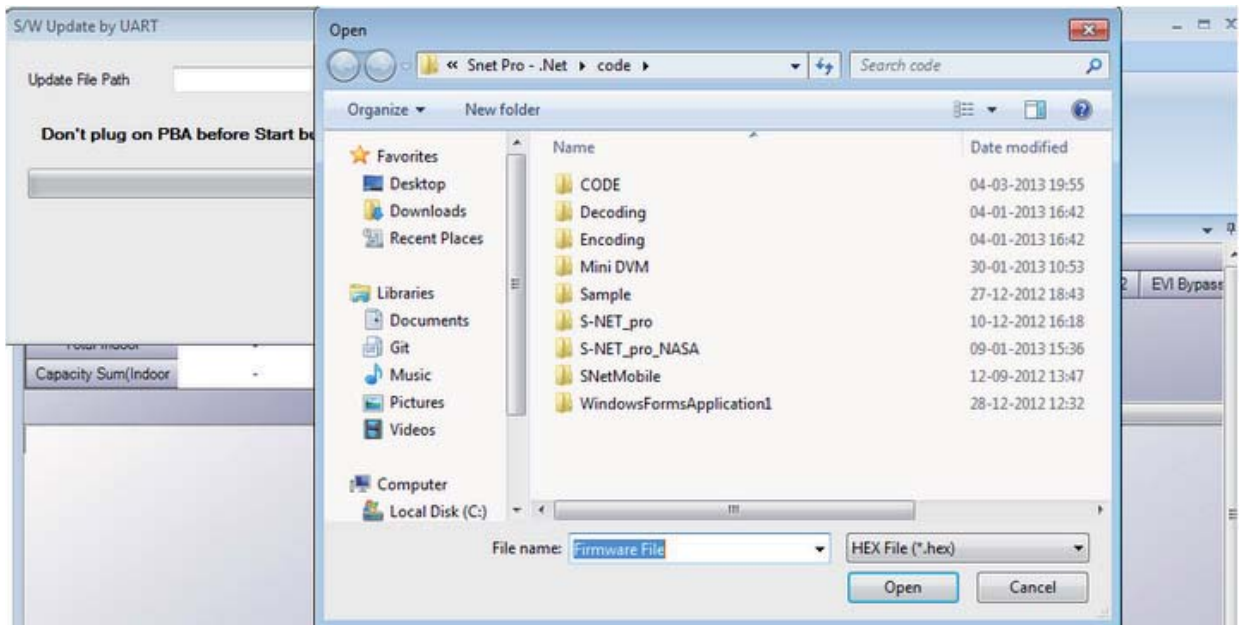 S/W Update by UART
Update File Path
Don't plug on PBA before Start
Capacity Sum(Indoor
Open
« Snet Pro - .Net ▸ code ▸
Search code
Organize
New folder
Favorites
Desktop
Downloads
Recent Places
Libraries
Documents
Git
Music
Pictures
Videos
Computer
Local Disk (C:)
Name Date modified
CODE 04-03-2013 19:55
Decoding 04-01-2013 16:42
Encoding 04-01-2013 16:42
Mini DVM 30-01-2013 10:53
Sample 27-12-2012 18:43
S-NET_pro 10-12-2012 16:18
S-NET_pro_NASA 09-01-2013 15:36
SNetMobile 12-09-2012 13:47
WindowsFormsApplication1 28-12-2012 12:32
File name: Firmware File
HEX File (*.hex)
Open Cancel
2 EVI Bypass